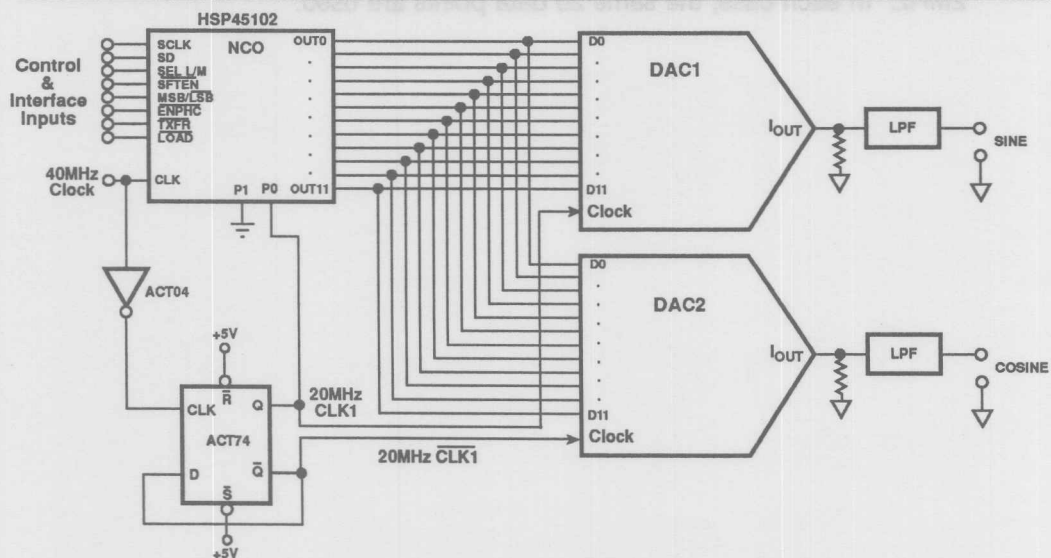 HSP45102
NCO
SCLK
SD
SEL L/M
SFTEN
MSB/LSB
ENPHC
TXFR
LOAD
Control
&
Interface
Inputs
40MHz
Clock
CLK
P1
P0
OUT0
OUT11
D0
DAC1
IOUT
D11
Clock
LPF
SINE
ACT04
+5V
R
CLK
Q
ACT74
D
Q
S
+5V
20MHz
CLK1
20MHz CLK1
D0
DAC2
IOUT
D11
Clock
LPF
COSINE